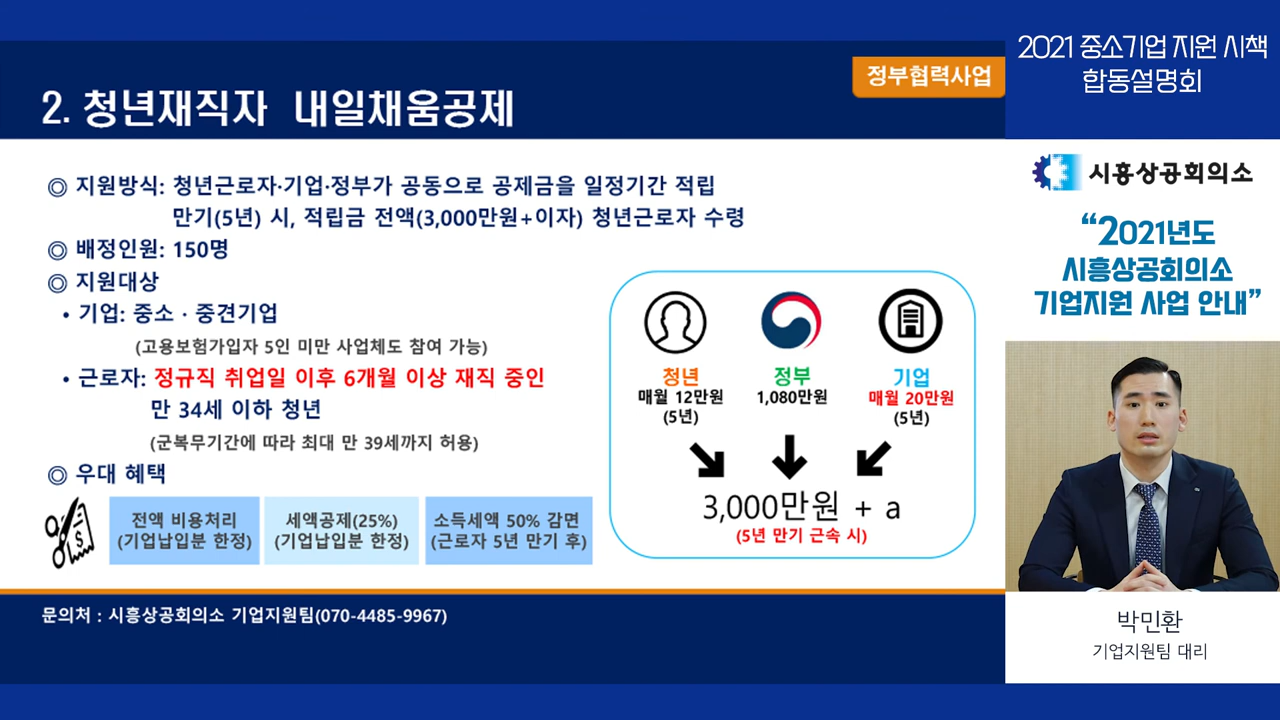 2021 중소기업 지원 시책
합동설명회
정부협력사업
2. 청년재직자 내일채움공제
◎ 지원방식: 청년근로자·기업·정부가 공동으로 공제금을 일정기간 적립
만기(5년) 시, 적립금 전액(3,000만원+이자) 청년근로자 수령
◎ 배정인원: 150명
◎ 지원대상
• 기업: 중소 · 중견기업
(고용보험가입자 5인 미만 사업체도 참여 가능)
• 근로자: 정규직 취업일 이후 6개월 이상 재직 중인
만 34세 이하 청년
(군복무기간에 따라 최대 만 39세까지 허용)
◎ 우대 혜택
$
전액 비용처리
(기업납입분 한정)
세액공제(25%)
(기업납입분 한정)
소득세액 50% 감면
(근로자 5년 만기 후)
청년
매월 12만원
(5년)
정부
1,080만원
기업
매월 20만원
(5년)
3,000만원 + a
(5년 만기 근속 시)
문의처 : 시흥상공회의소 기업지원팀(070-4485-9967)
시흥상공회의소
“2021년도
시흥상공회의소
기업지원 사업 안내”
박민환
기업지원팀 대리